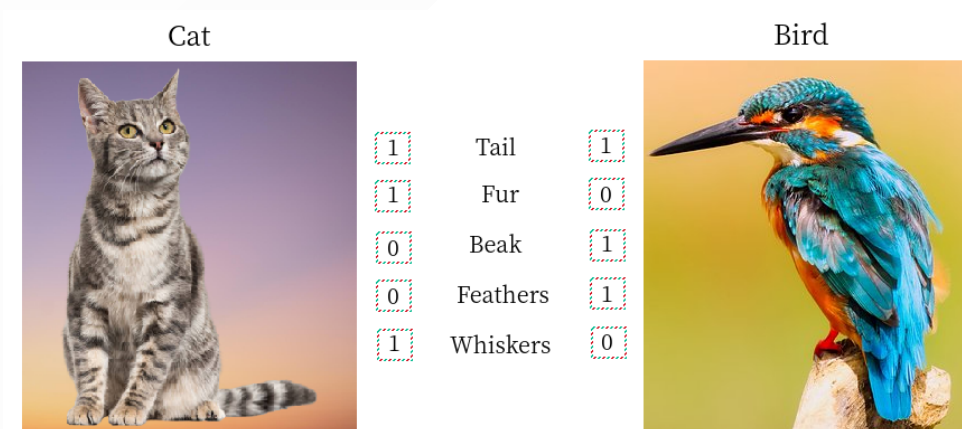 Cat Bird
1 Tail 1
1 Fur 0
0 Beak 1
0 Feathers 1
1 Whiskers 0